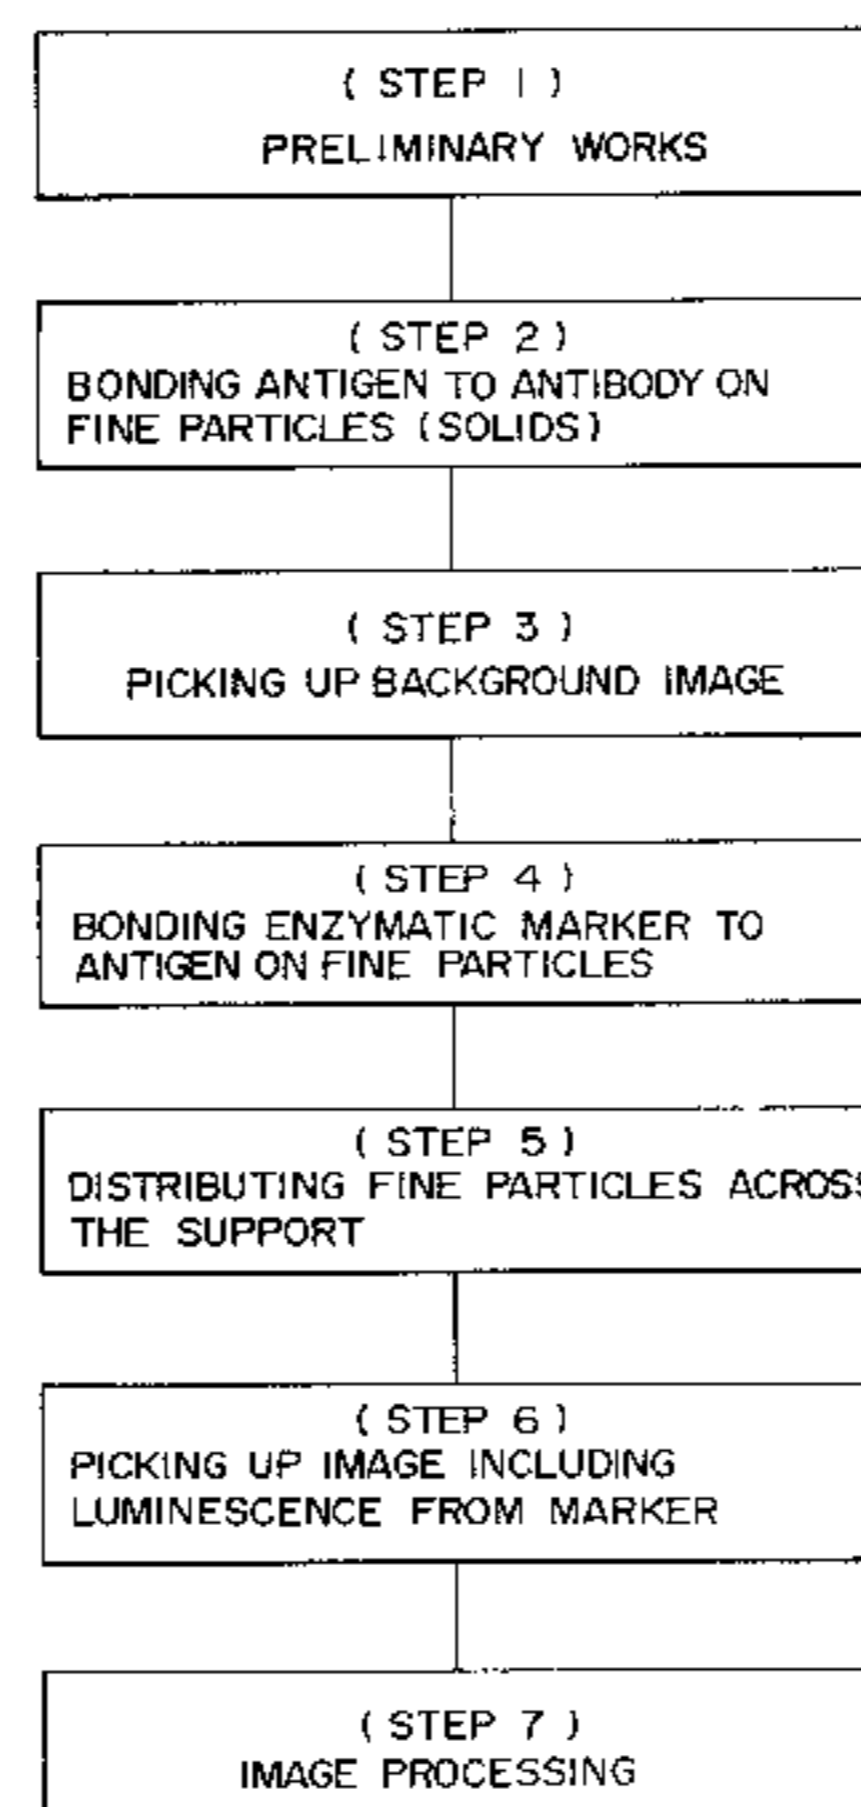 ( STEP 1 )
PRELIMINARY WORKS
( STEP 2 )
BONDING ANTIGEN TO ANTIBODY ON
FINE PARTICLES (SOLIDS)
( STEP 3 )
PICKING UP BACKGROUND IMAGE
( STEP 4 )
BONDING ENZYMATIC MARKER TO
ANTIGEN ON FINE PARTICLES
( STEP 5 )
DISTRIBUTING FINE PARTICLES ACROSS
THE SUPPORT
( STEP 6 )
PICKING UP IMAGE INCLUDING
LUMINESCENCE FROM MARKER
( STEP 7 )
IMAGE PROCESSING